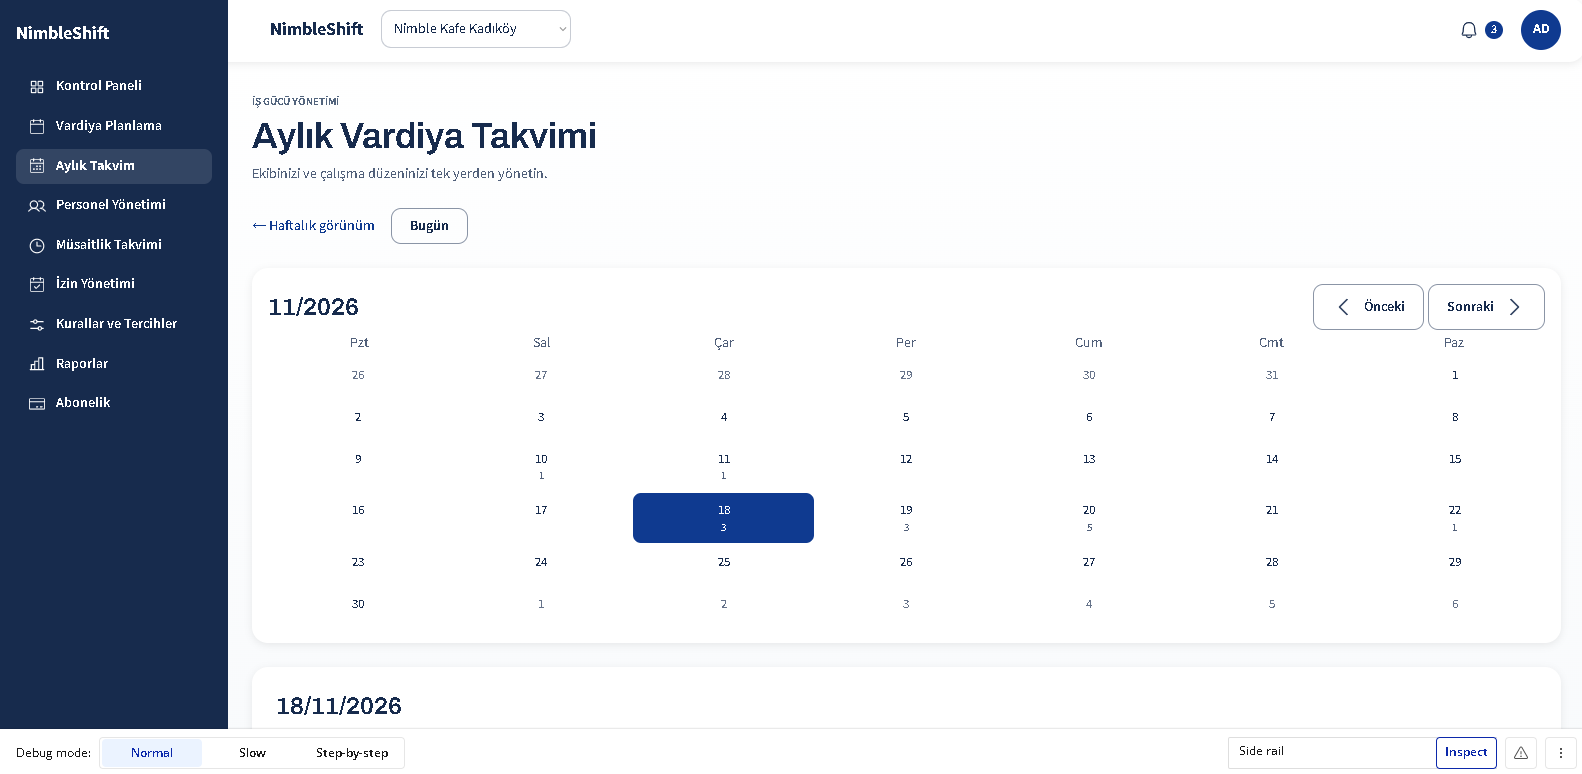 NimbleShift
Kontrol Paneli
Vardiya Planlama
Aylık Takvim
Personel Yönetimi
Müsaitlik Takvimi
İzin Yönetimi
Kurallar ve Tercihler
Raporlar
Abonelik
NimbleShift
Nimble Kafe Kadıköy
3
AD
İŞ GÜCÜ YÖNETİMİ
Aylık Vardiya Takvimi
Ekibinizi ve çalışma düzeninizi tek yerden yönetin.
← Haftalık görünüm
Bugün
11/2026
Önceki
Sonraki
Pzt Sal Çar Per Cum Cmt Paz
26 27 28 29 30 31 1
2 3 4 5 6 7 8
9 10 11 12 13 14 15
1 1
16 17 18 19 20 21 22
3 3 5 1
23 24 25 26 27 28 29
30 1 2 3 4 5 6
18/11/2026
Debug mode: Normal Slow Step-by-step
Side rail
Inspect